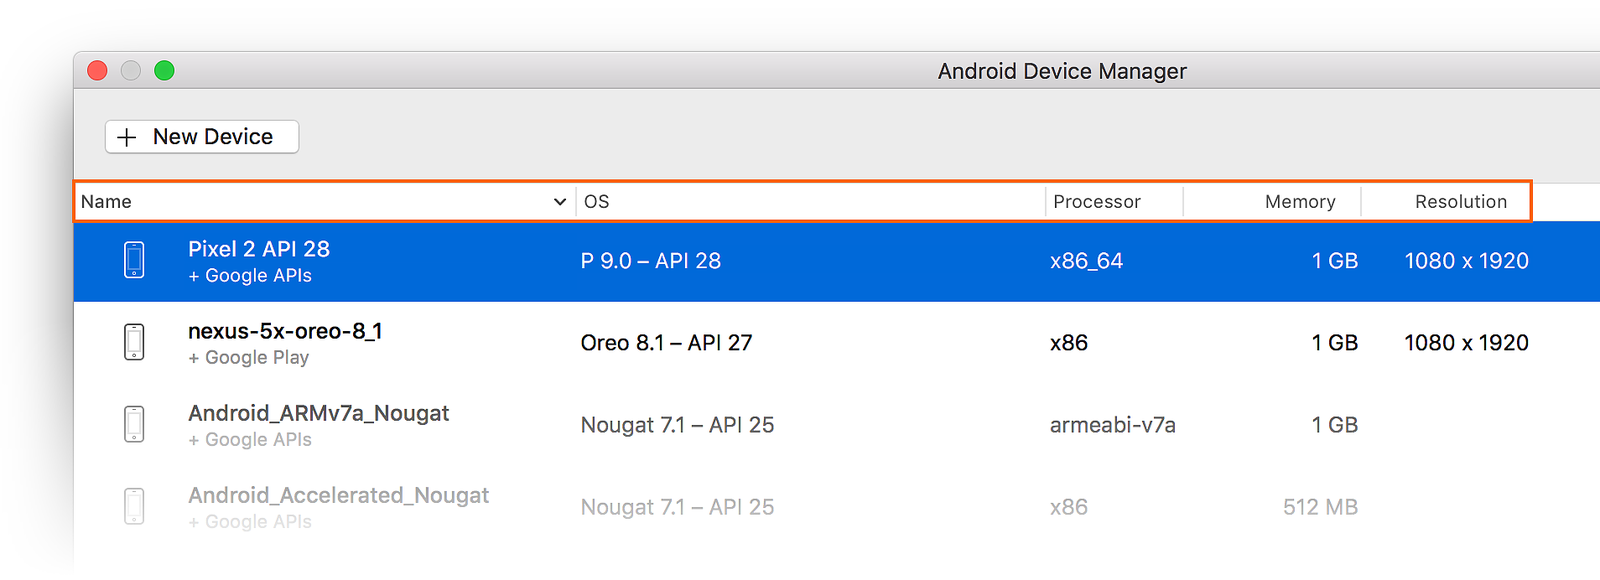 Android Device Manager
+ New Device
Name OS Processor Memory Resolution
Pixel 2 API 28 P 9.0 – API 28 x86_64 1 GB 1080 x 1920
+ Google APIs
nexus-5x-oreo-8_1 Oreo 8.1 – API 27 x86 1 GB 1080 x 1920
+ Google Play
Android_ARMv7a_Nougat Nougat 7.1 – API 25 armeabi-v7a 1 GB
+ Google APIs
Android_Accelerated_Nougat Nougat 7.1 – API 25 x86 512 MB
+ Google APIs